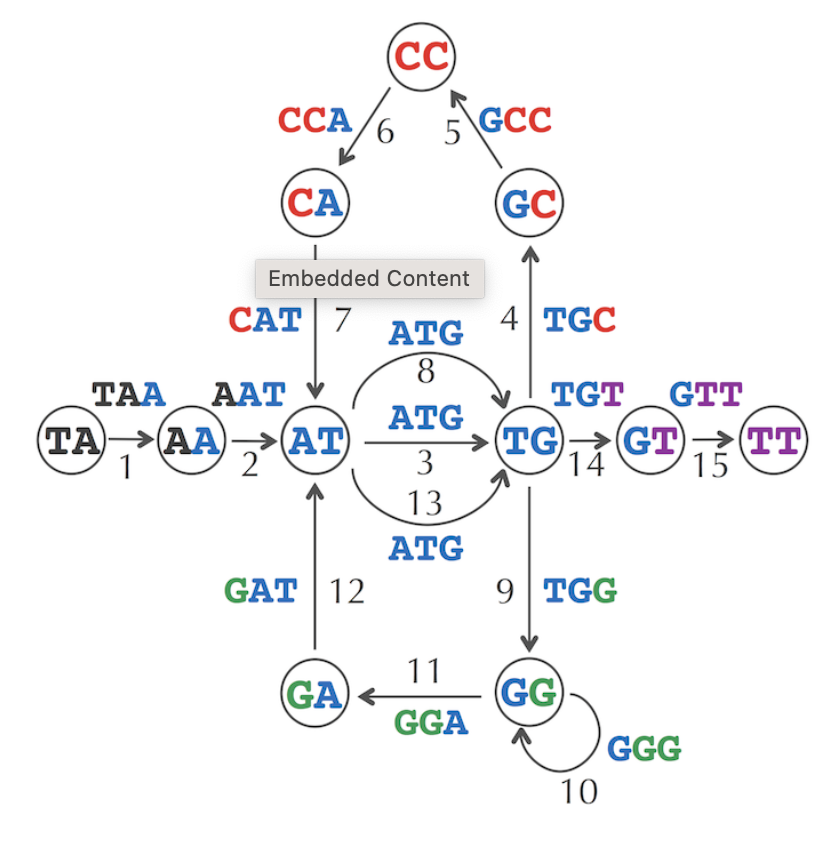 CC
CCA
6
5
GCC
CA
GC
Embedded Content
CAT
7
ATG
4
TGC
8
TAA
AAT
ATG
TGT
GTT
TA
AA
AT
TG
GT
TT
1
2
3
14
15
13
ATG
GAT
12
9
TGG
11
GA
GG
GGA
GGG
10